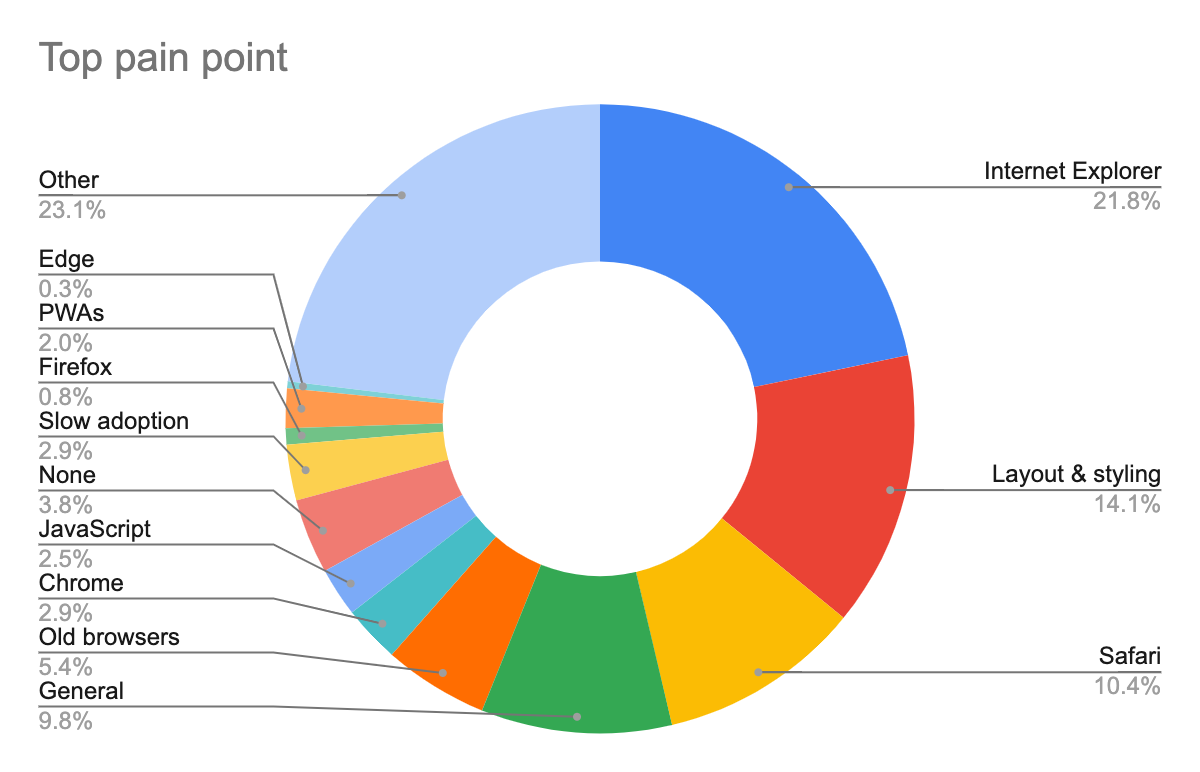 Top pain point
Other
23.1%
Edge
0.3%
PWAs
2.0%
Firefox
0.8%
Slow adoption
2.9%
None
3.8%
JavaScript
2.5%
Chrome
2.9%
Old browsers
5.4%
General
9.8%
Internet Explorer
21.8%
Layout & styling
14.1%
Safari
10.4%